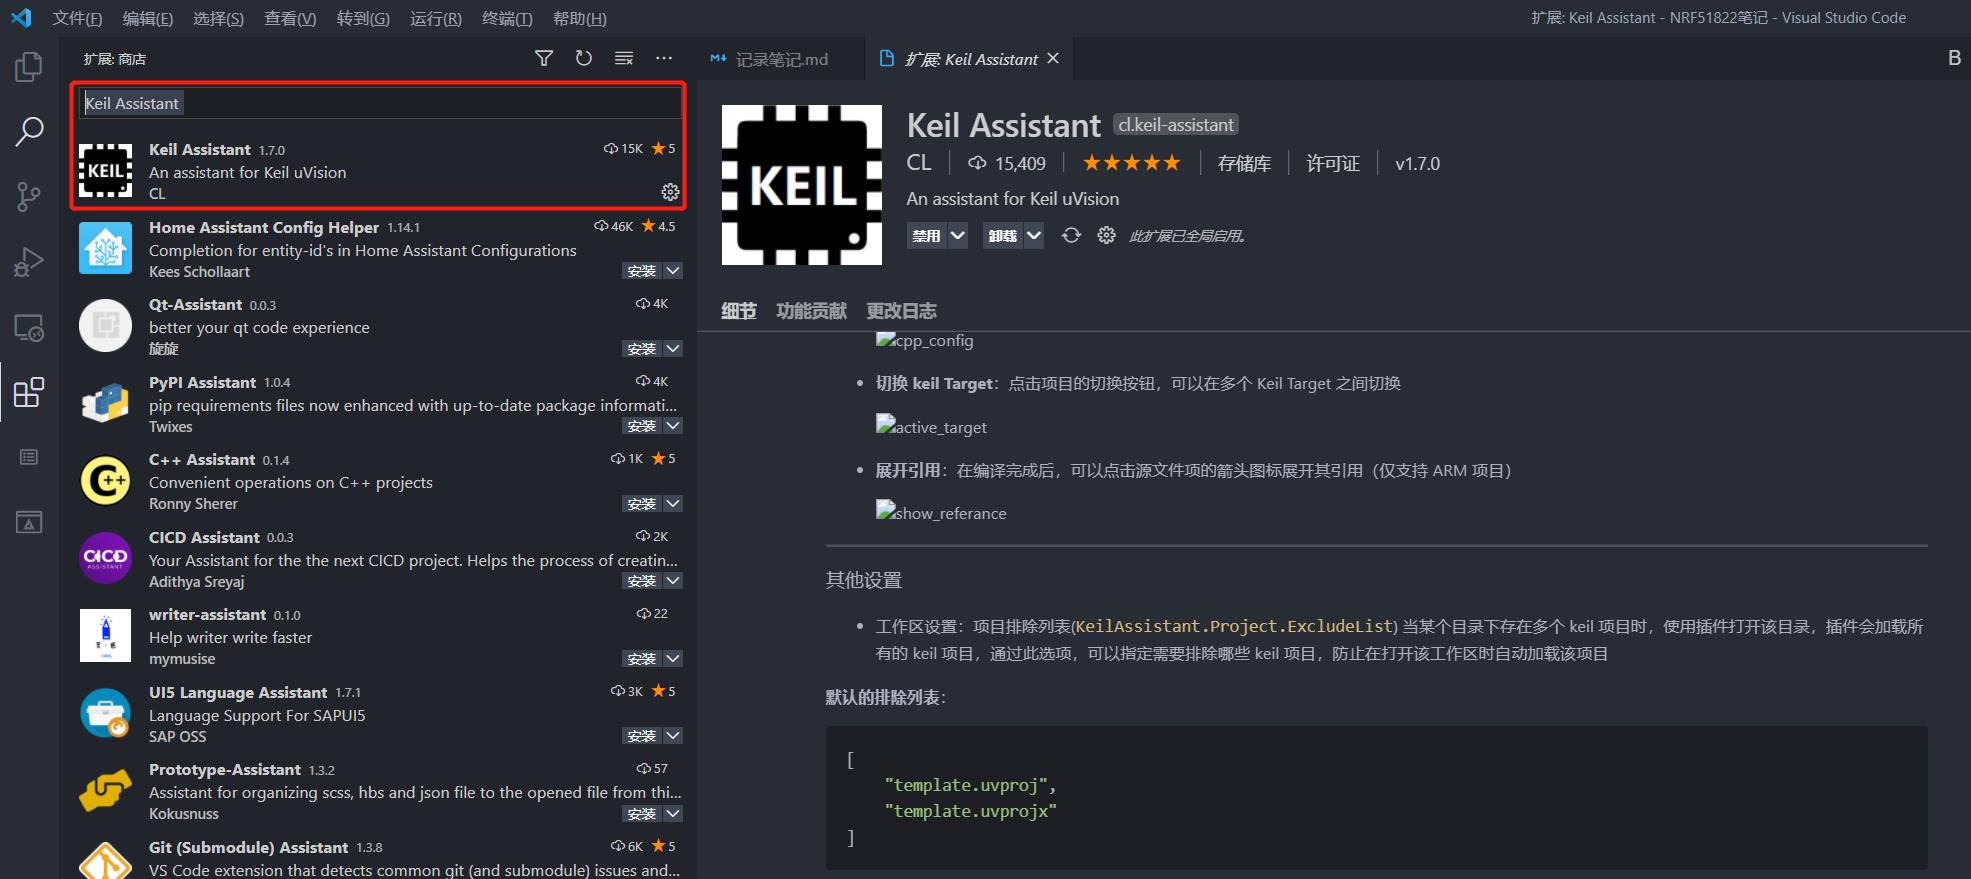 文件(F) 编辑(E) 选择(S) 查看(V) 转到(G) 运行(R) 终端(T) 帮助(H)
扩展: Keil Assistant - NRF51822笔记 - Visual Studio Code
扩展: 商店
Keil Assistant
Keil Assistant 1.7.0 15K 5
An assistant for Keil uVision
CL
Home Assistant Config Helper 1.14.1 46K 4.5
Completion for entity-id's in Home Assistant Configurations
Kees Schollaart 安装
Qt-Assistant 0.0.3 4K
better your qt code experience
旋旋 安装
PyPI Assistant 1.0.4 4K
pip requirements files now enhanced with up-to-date package informati...
Twixes 安装
C++ Assistant 0.1.4 1K 5
Convenient operations on C++ projects
Ronny Sherer 安装
CICD Assistant 0.0.3 2K
Your Assistant for the the next CICD project. Helps the process of creatin...
Adithya Sreyaj 安装
writer-assistant 0.1.0 22
Help writer write faster
mymusise 安装
UI5 Language Assistant 1.7.1 3K 5
Language Support For SAPUI5
SAP OSS 安装
Prototype-Assistant 1.3.2 57
Assistant for organizing scss, hbs and json file to the opened file from thi...
Kokusnuss 安装
Git (Submodule) Assistant 1.3.8 6K 5
VS Code extension that detects common git (and submodule) issues and...
KEIL
C++
CICD
ASSISTANT
记录笔记.md
扩展: Keil Assistant
B
KEIL
Keil Assistant cl.keil-assistant
CL 15,409 存储库 许可证 v1.7.0
An assistant for Keil uVision
禁用 卸载 此扩展已全局启用。
细节 功能贡献 更改日志
cpp_config
切换 keil Target：点击项目的切换按钮，可以在多个 Keil Target 之间切换
active_target
展开引用：在编译完成后，可以点击源文件项的箭头图标展开其引用（仅支持 ARM 项目）
show_referance
其他设置
工作区设置：项目排除列表(KeilAssistant.Project.ExcludeList) 当某个目录下存在多个 keil 项目时，使用插件打开该目录，插件会加载所
有的 keil 项目，通过此选项，可以指定需要排除哪些 keil 项目，防止在打开该工作区时自动加载该项目
默认的排除列表：
[
"template.uvproj",
"template.uvprojx"
]